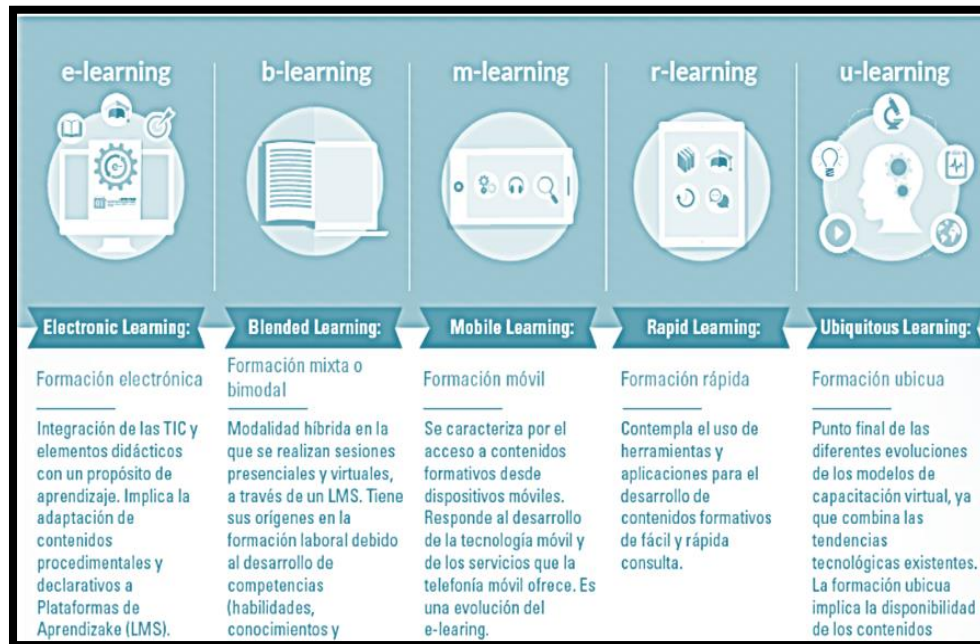 e-learning
b-learning
m-learning
r-learning
u-learning
Electronic Learning:
Formación electrónica
Integración de las TIC y
elementos didácticos
con un propósito de
aprendizaje. Implica la
adaptación de
contenidos
procedimentales y
declarativos a
Plataformas de
Aprendizake (LMS).
Blended Learning:
Formación mixta o
bimodal
Modalidad híbrida en la
que se realizan sesiones
presenciales y virtuales,
a través de un LMS. Tiene
sus orígenes en la
formación laboral debido
al desarrollo de
competencias
(habilidades,
conocimientos y
Mobile Learning:
Formación móvil
Se caracteriza por el
acceso a contenidos
formativos desde
dispositivos móviles.
Responde al desarrollo
de la tecnología móvil y
de los servicios que la
telefonía móvil ofrece. Es
una evolución del
e-learing.
Rapid Learning:
Formación rápida
Contempla el uso de
herramientas y
aplicaciones para el
desarrollo de
contenidos formativos
de fácil y rápida
consulta.
Ubiquitous Learning:
Formación ubicua
Punto final de las
diferentes evoluciones
de los modelos de
capacitación virtual, ya
que combina las
tendencias
tecnológicas existentes.
La formación ubicua
implica la disponibilidad
de los contenidos